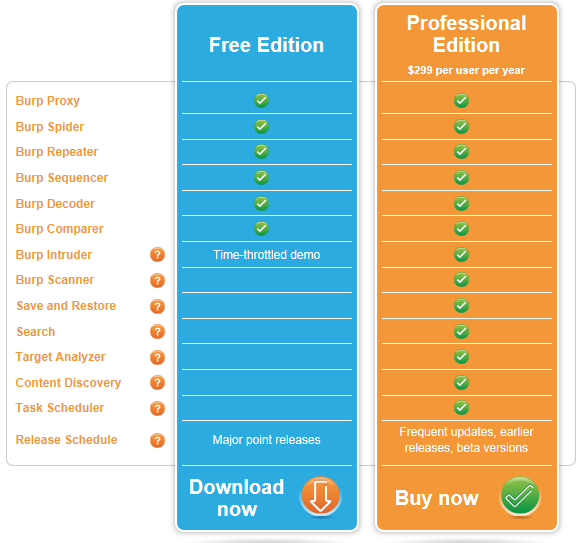 Free Edition
Professional
Edition
$299 per user per year
Burp Proxy
Burp Spider
Burp Repeater
Burp Sequencer
Burp Decoder
Burp Comparer
Burp Intruder ? Time-throttled demo
Burp Scanner ?
Save and Restore ?
Search ?
Target Analyzer ?
Content Discovery ?
Task Scheduler ?
Release Schedule ? Major point releases
Frequent updates, earlier
releases, beta versions
Download
now
Buy now